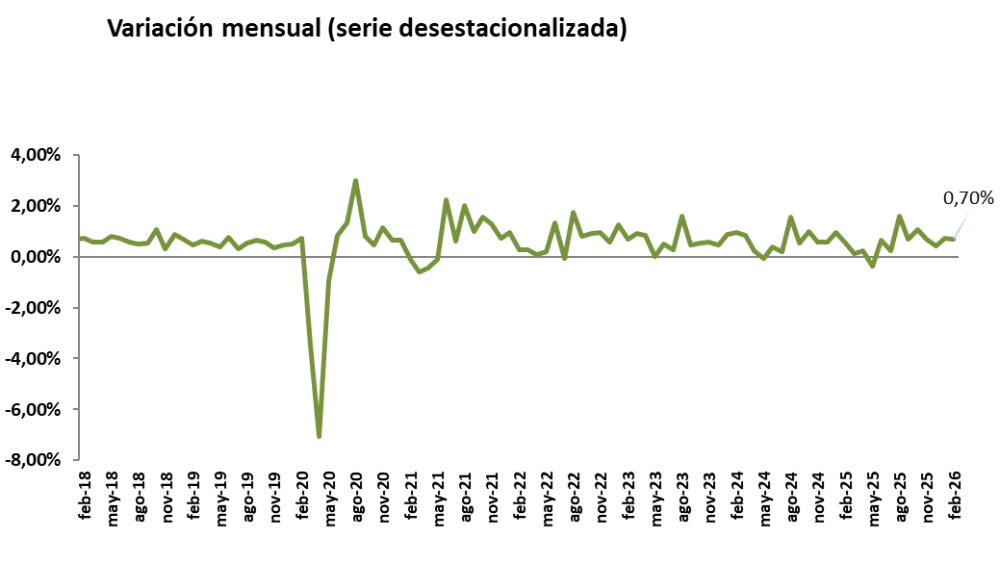 Variación mensual (serie desestacionalizada)
4,00%
2,00%
0,00%
-2,00%
-4,00%
-6,00%
-8,00%
0,70%
feb-18
may-18
ago-18
nov-18
feb-19
may-19
ago-19
nov-19
feb-20
may-20
ago-20
nov-20
feb-21
may-21
ago-21
nov-21
feb-22
may-22
ago-22
nov-22
feb-23
may-23
ago-23
nov-23
feb-24
may-24
ago-24
nov-24
feb-25
may-25
ago-25
nov-25
feb-26